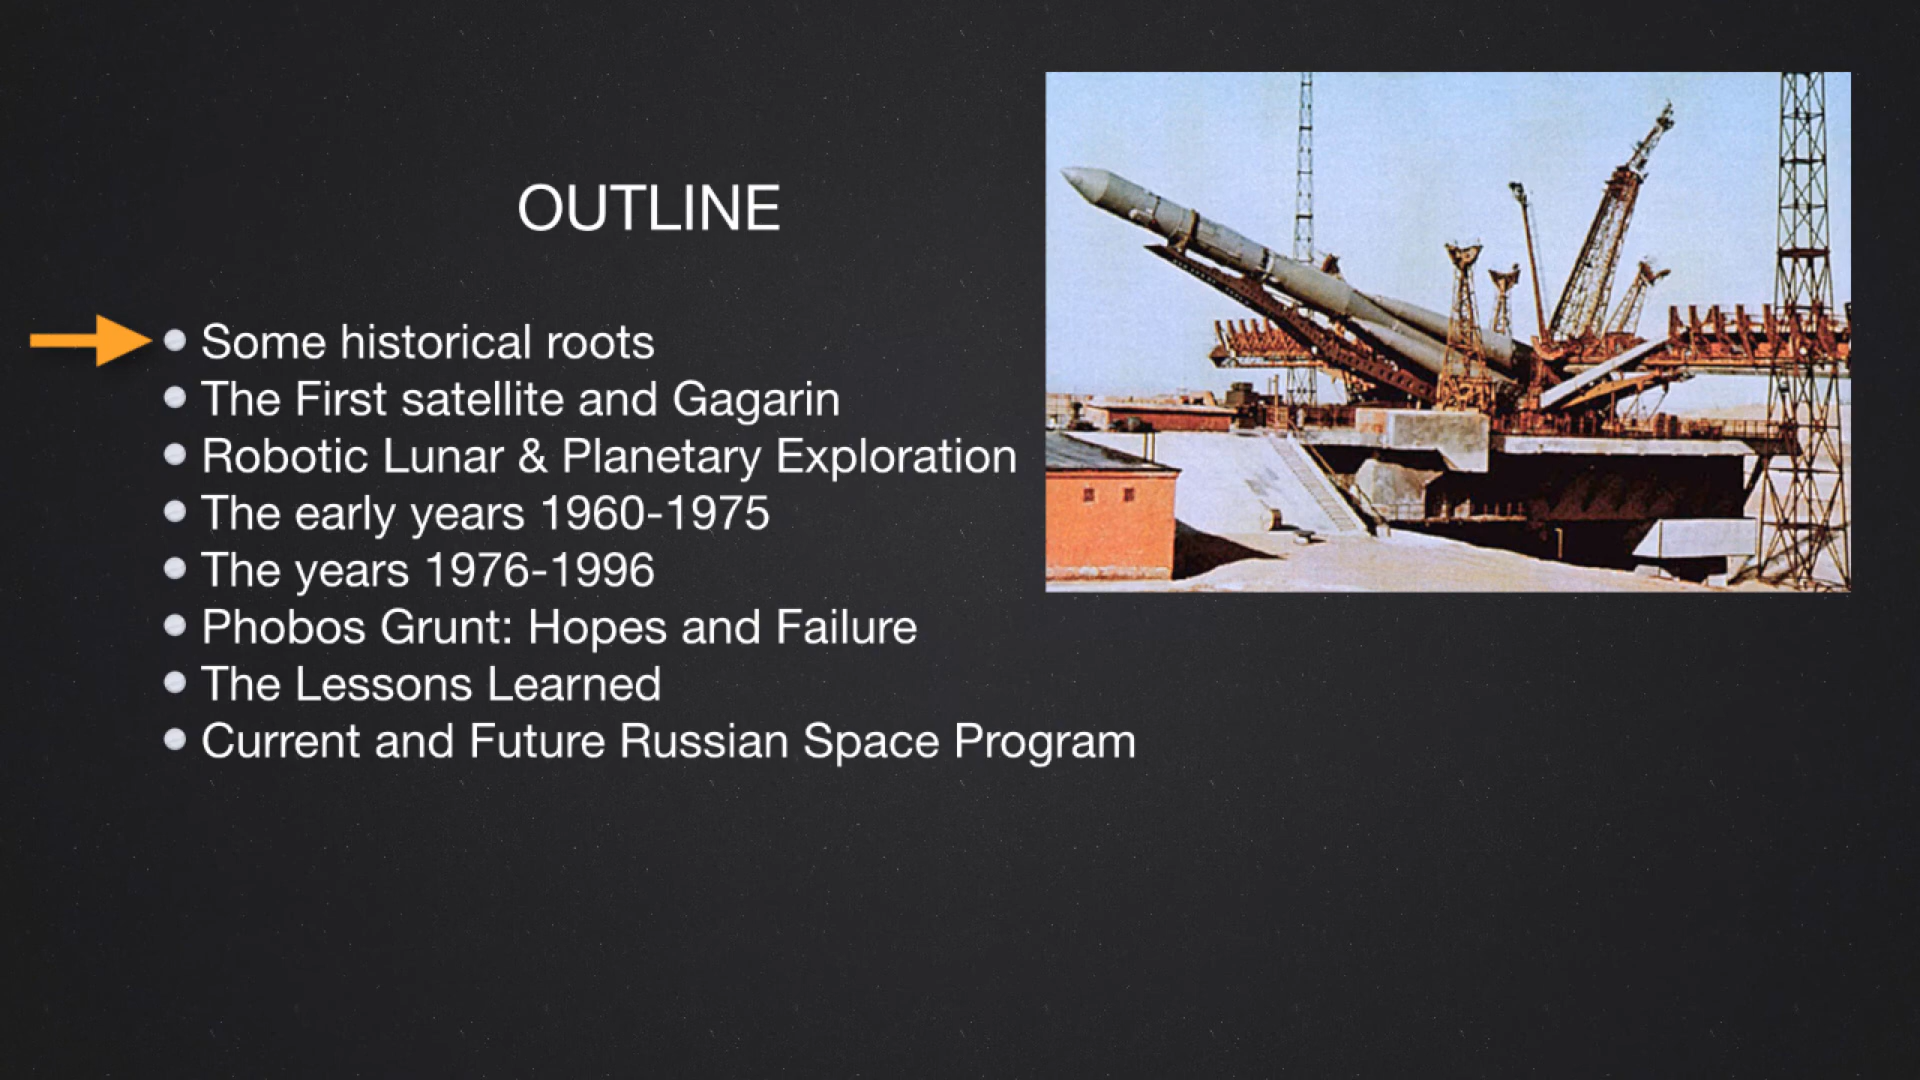 OUTLINE
Some historical roots
The First satellite and Gagarin
Robotic Lunar & Planetary Exploration
The early years 1960-1975
The years 1976-1996
Phobos Grunt: Hopes and Failure
The Lessons Learned
Current and Future Russian Space Program